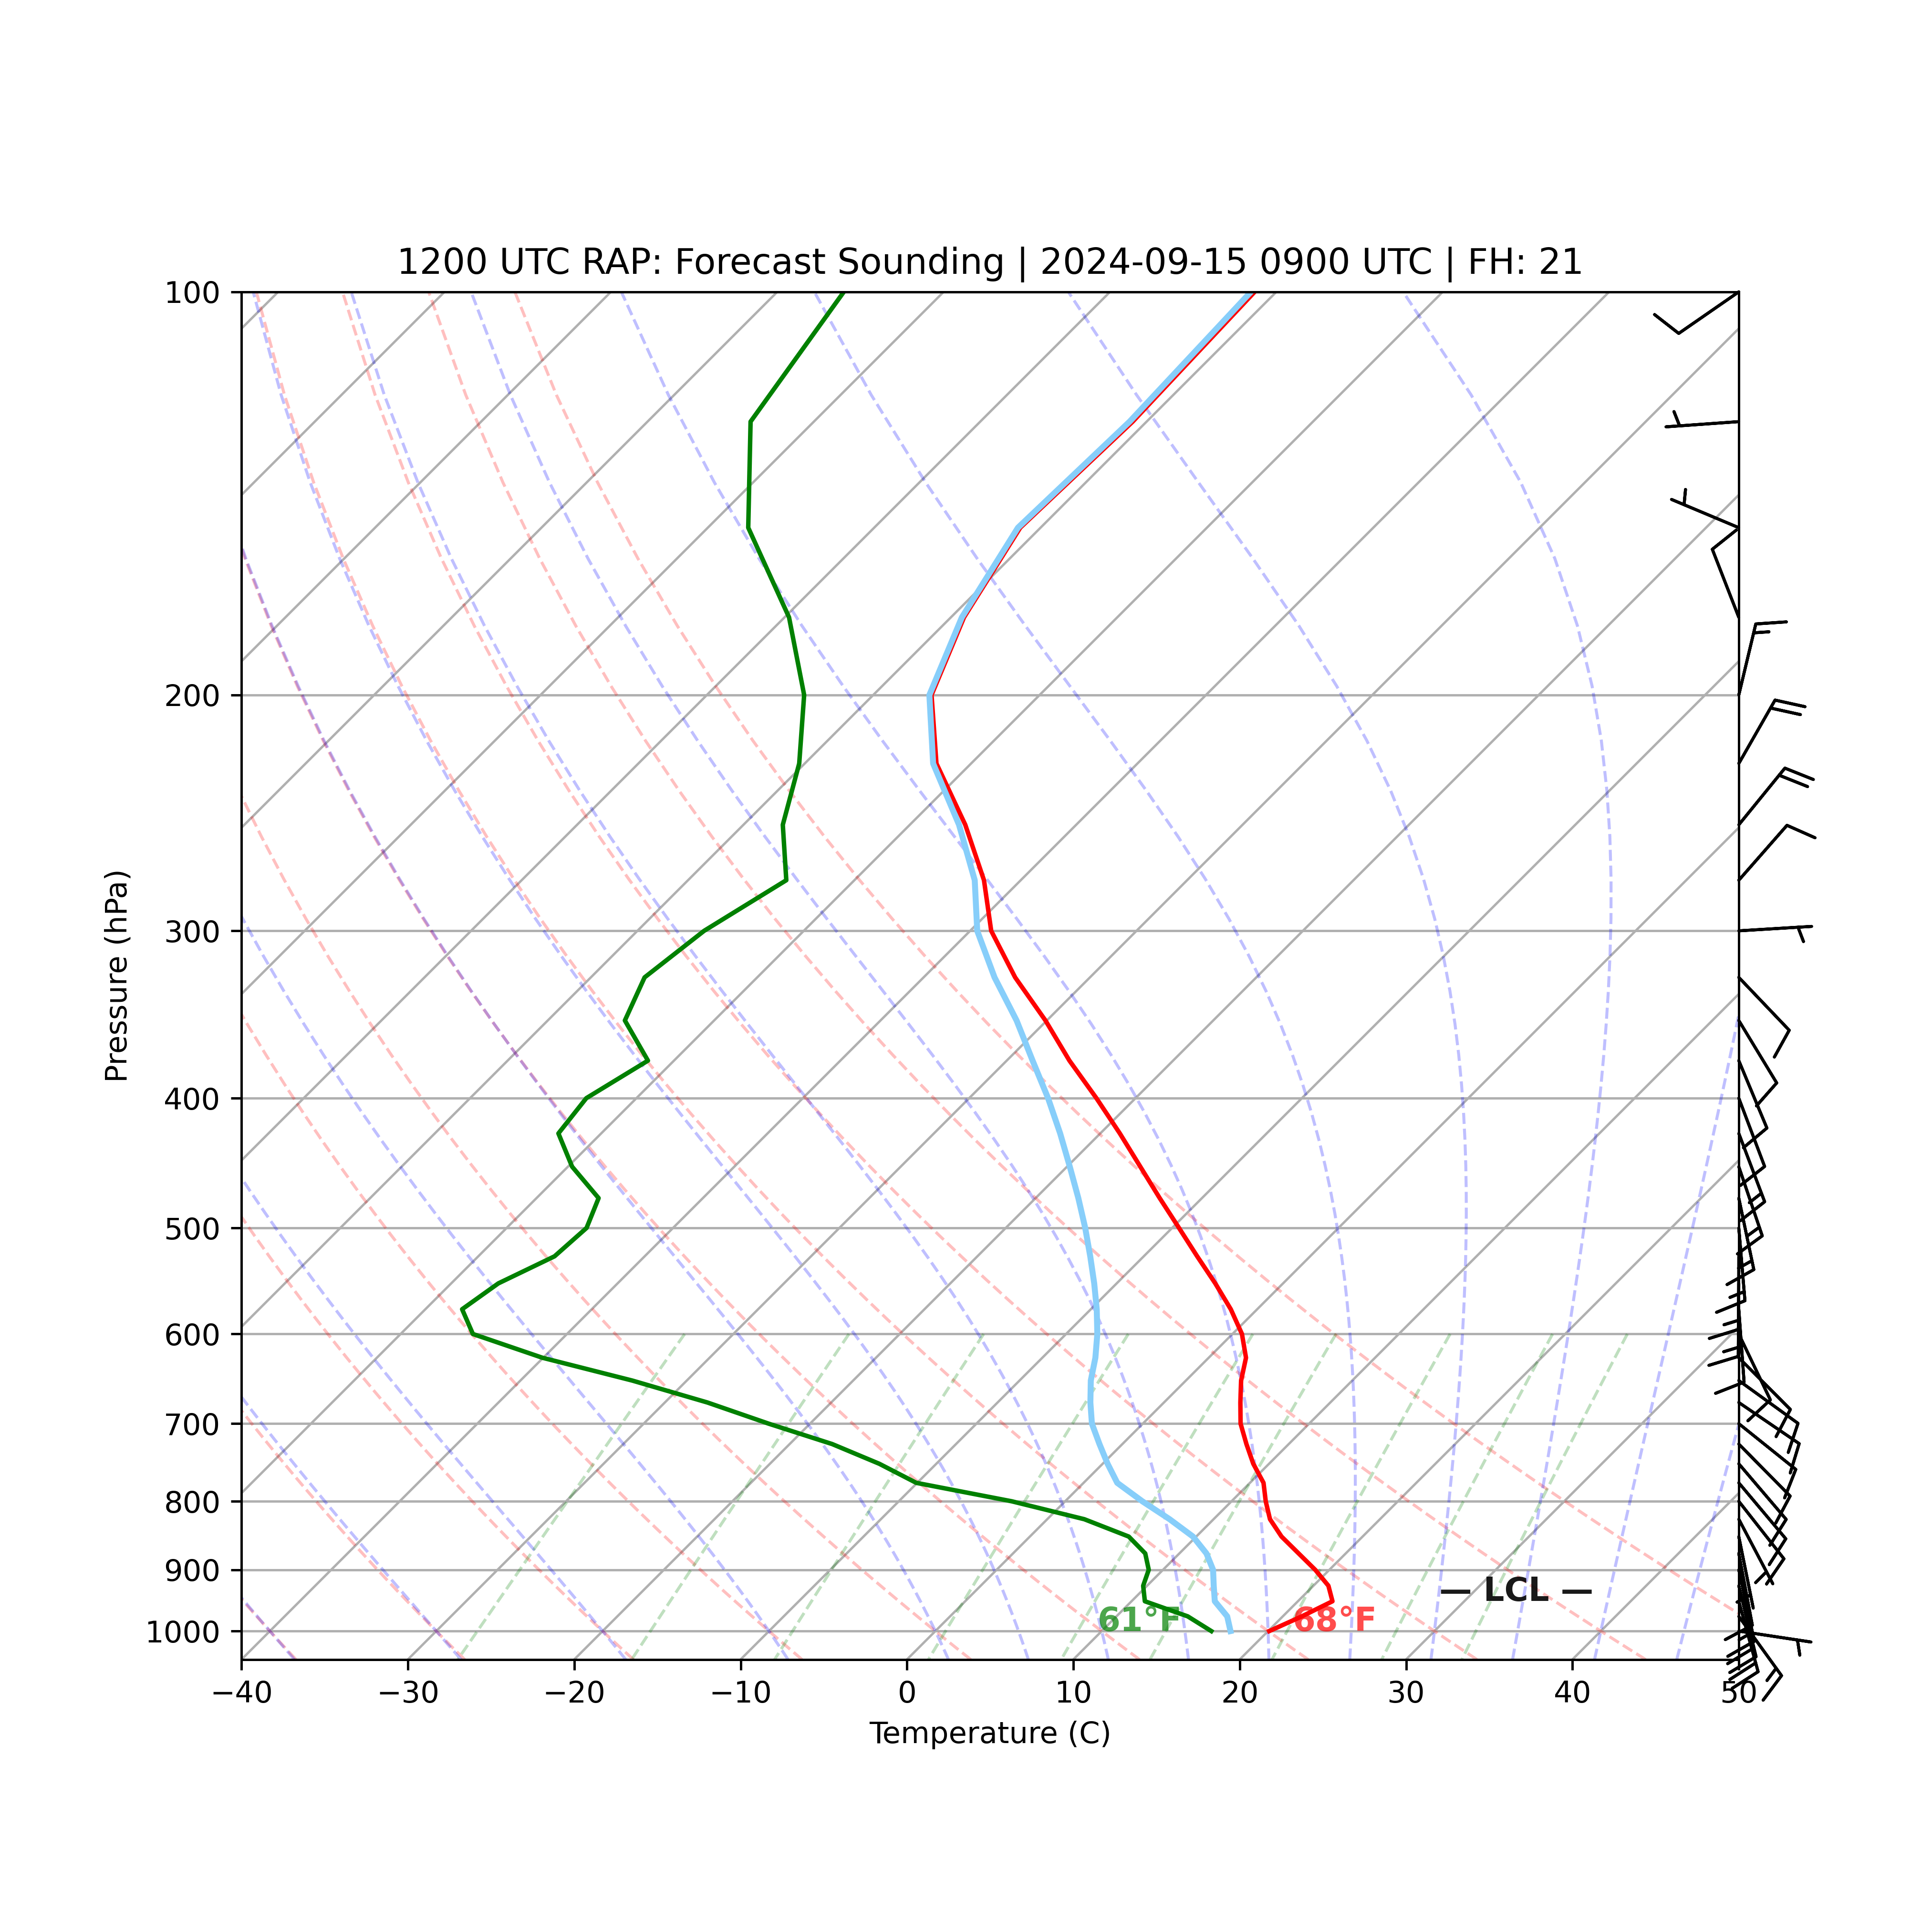 1200 UTC RAP: Forecast Sounding | 2024-09-15 0900 UTC | FH: 21
100
200
300
400
500
600
700
800
900
1000
Pressure (hPa)
— LCL —
61°F
68°F
−40 −30 −20 −10 0 10 20 30 40 50
Temperature (C)